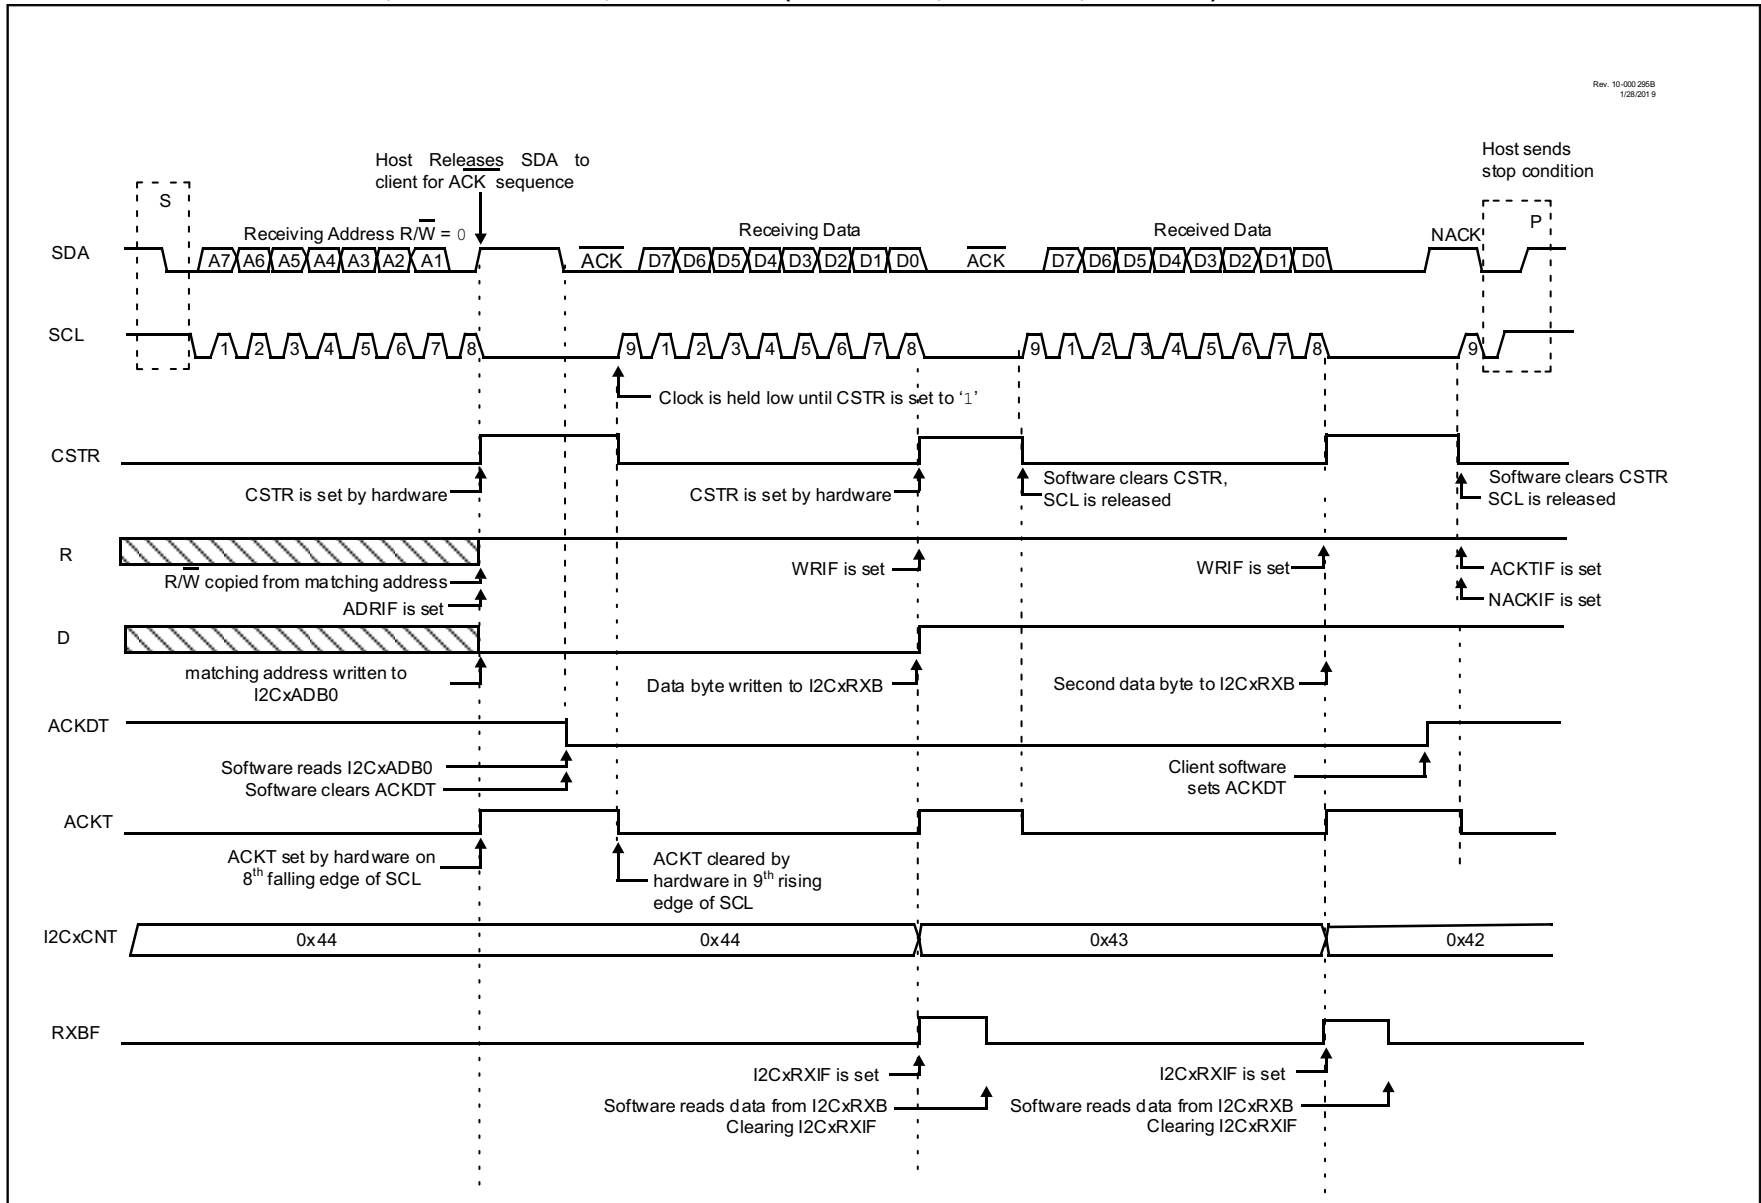 Rev. 10-000 295B
1/28/201 9
Host Releases SDA to
client for ACK sequence
Host sends
stop condition
S
P
Receiving Address R/W = 0
Receiving Data
Received Data
NACK
SDA
A7 A6 A5 A4 A3 A2 A1
ACK
D7 D6 D5 D4 D3 D2 D1 D0
ACK
D7 D6 D5 D4 D3 D2 D1 D0
SCL
1 2 3 4 5 6 7 8 9 1 2 3 4 5 6 7 8 9 1 2 3 4 5 6 7 8 9
Clock is held low until CSTR is set to ‘1’
CSTR
CSTR is set by hardware
CSTR is set by hardware
Software clears CSTR,
SCL is released
Software clears CSTR
SCL is released
R
R/W copied from matching address
ADRIF is set
WRIF is set
WRIF is set
ACKTIF is set
NACKIF is set
D
matching address written to
I2CxADB0
Data byte written to I2CxRXB
Second data byte to I2CxRXB
ACKDT
Software reads I2CxADB0
Software clears ACKDT
Client software
sets ACKDT
ACKT
ACKT set by hardware on
8th falling edge of SCL
ACKT cleared by
hardware in 9th rising
edge of SCL
I2CxCNT
0x44
0x44
0x43
0x42
RXBF
I2CxRXIF is set
I2CxRXIF is set
Software reads data from I2CxRXB
Clearing I2CxRXIF
Software reads data from I2CxRXB
Clearing I2CxRXIF